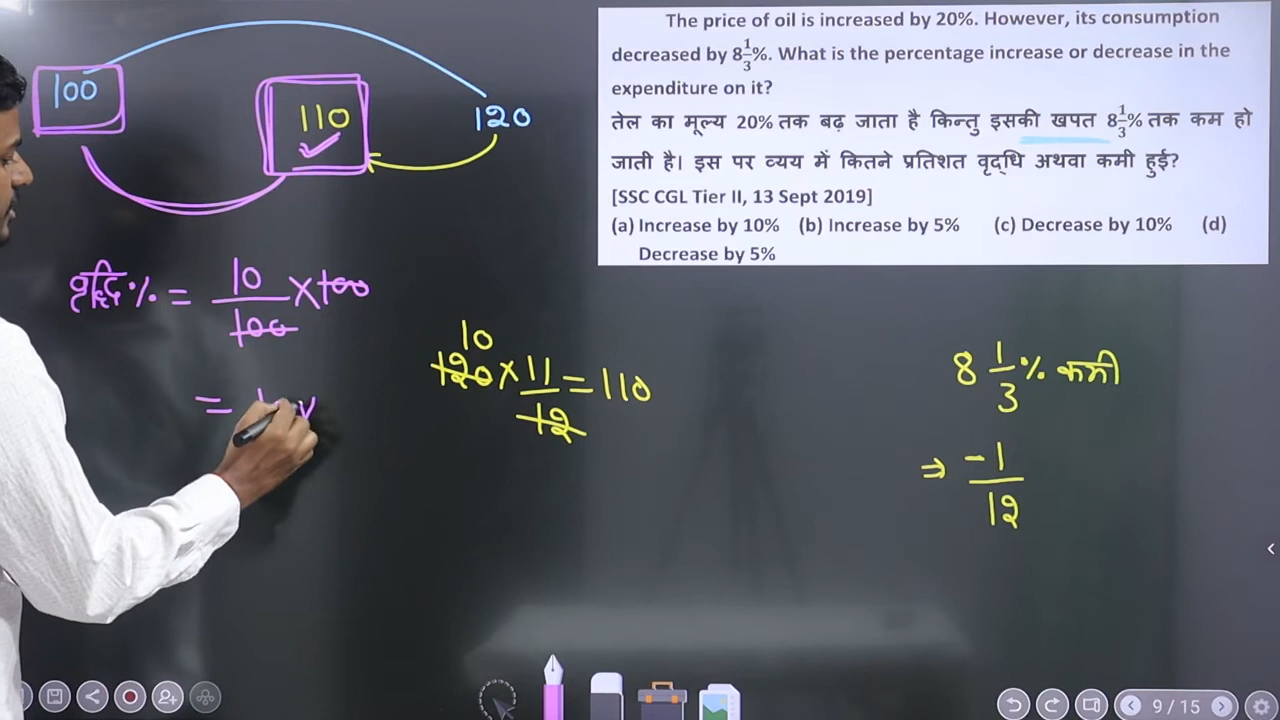 The price of oil is increased by 20%. However, its consumption
decreased by 8 1/3%. What is the percentage increase or decrease in the
expenditure on it?
तेल का मूल्य 20% तक बढ़ जाता है किन्तु इसकी खपत 8 1/3% तक कम हो
जाती है। इस पर व्यय में कितने प्रतिशत वृद्धि अथवा कमी हुई?
[SSC CGL Tier II, 13 Sept 2019]
(a) Increase by 10% (b) Increase by 5% (c) Decrease by 10% (d)
Decrease by 5%
100
110
120
वृद्धि % = 10/100 × 100
=
10
120 × 11/12 = 110
8 1/3 % कमी
⇒ -1/12
9 / 15